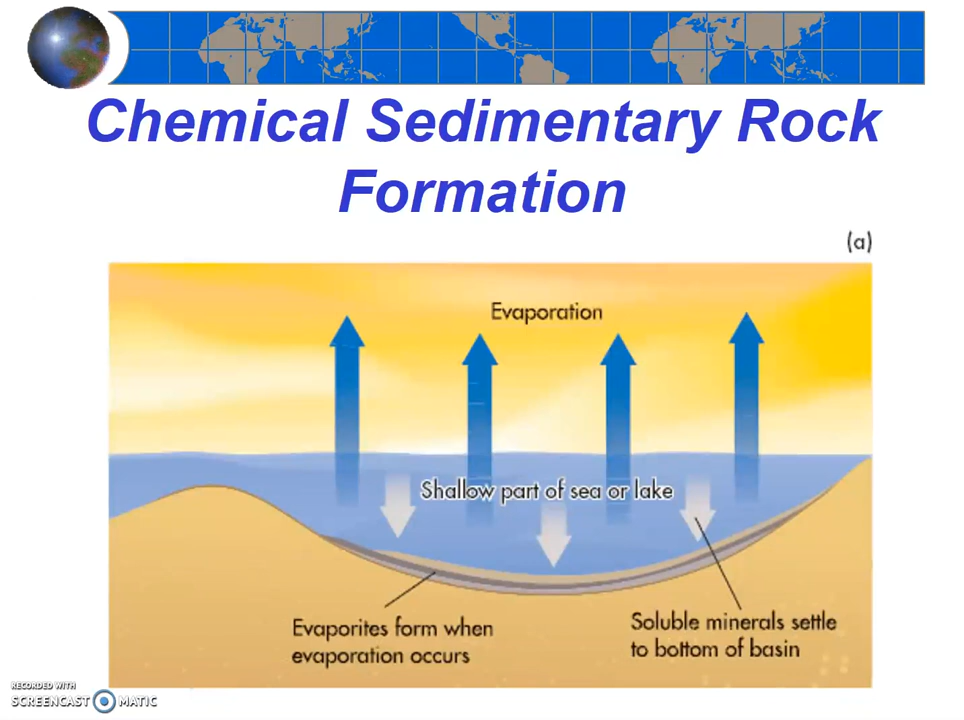 Chemical Sedimentary Rock
Formation
(a)
Evaporation
Shallow part of sea or lake
Evaporites form when
evaporation occurs
Soluble minerals settle
to bottom of basin
RECORDED WITH
SCREENCAST MATIC